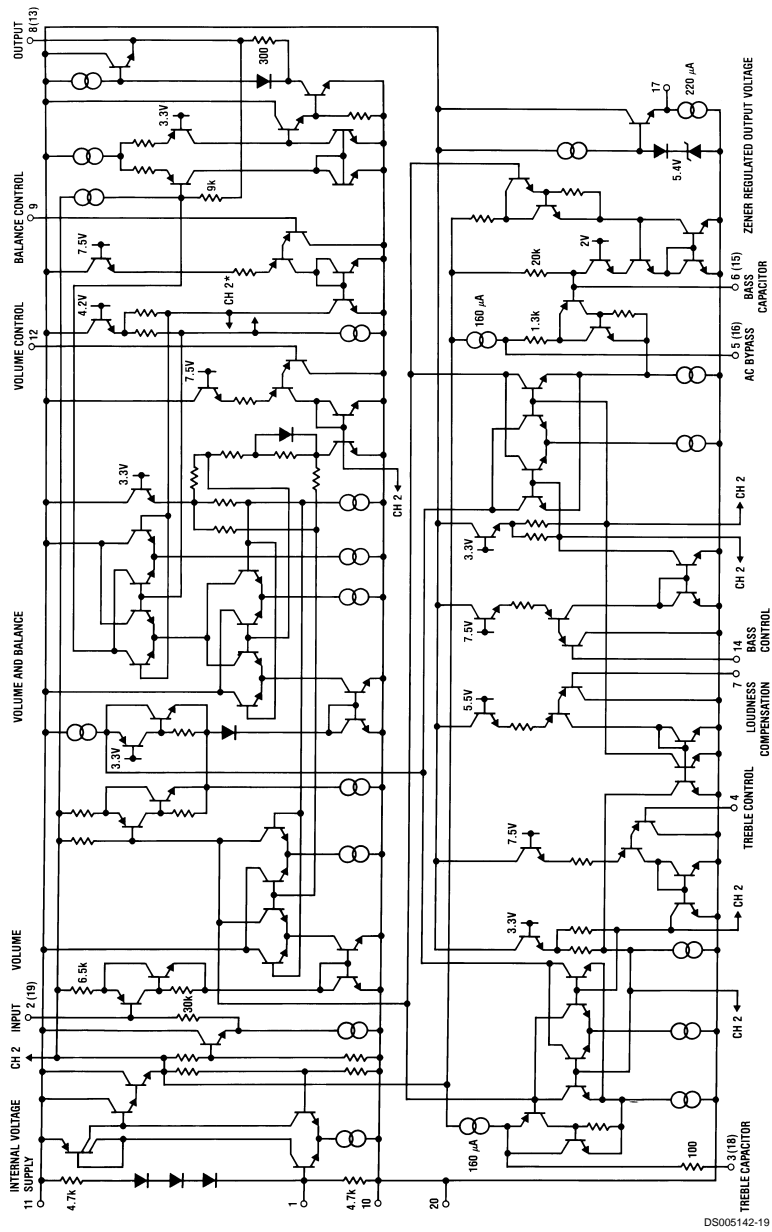 INTERNAL VOLTAGE
SUPPLY
CH 2
INPUT
2 (19)
VOLUME
VOLUME AND BALANCE
VOLUME CONTROL
12
BALANCE CONTROL
9
OUTPUT
8 (13)
11
4.7k
1
4.7k
10
30k
6.5k
3.3V
3.3V
CH 2
7.5V
4.2V
CH 2*
7.5V
9k
3.3V
300
20
160 µA
100
3 (18)
TREBLE CAPACITOR
CH 2
3.3V
CH 2
7.5V
4
TREBLE CONTROL
5.5V
LOUDNESS
COMPENSATION
7
7.5V
14
BASS
CONTROL
3.3V
CH 2
CH 2
160 µA
1.3k
5 (16)
AC BYPASS
20k
2V
6 (15)
BASS
CAPACITOR
5.4V
17
220 µA
ZENER REGULATED OUTPUT VOLTAGE
DS005142-19